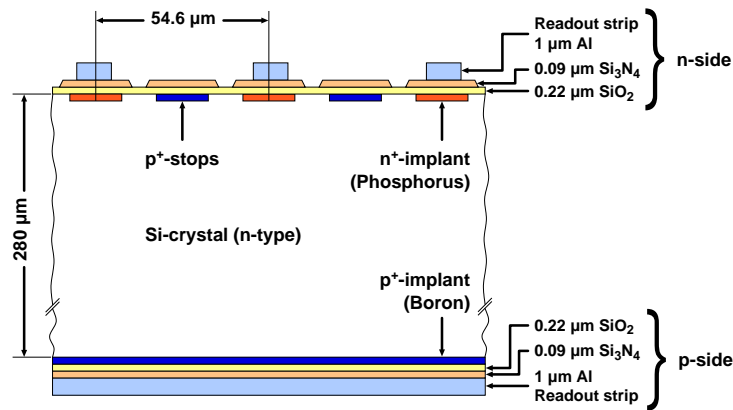 54.6 µm
Readout strip
1 µm Al
0.09 µm Si₃N₄
0.22 µm SiO₂
n-side
p⁺-stops
n⁺-implant
(Phosphorus)
280 µm
Si-crystal (n-type)
p⁺-implant
(Boron)
0.22 µm SiO₂
0.09 µm Si₃N₄
1 µm Al
Readout strip
p-side